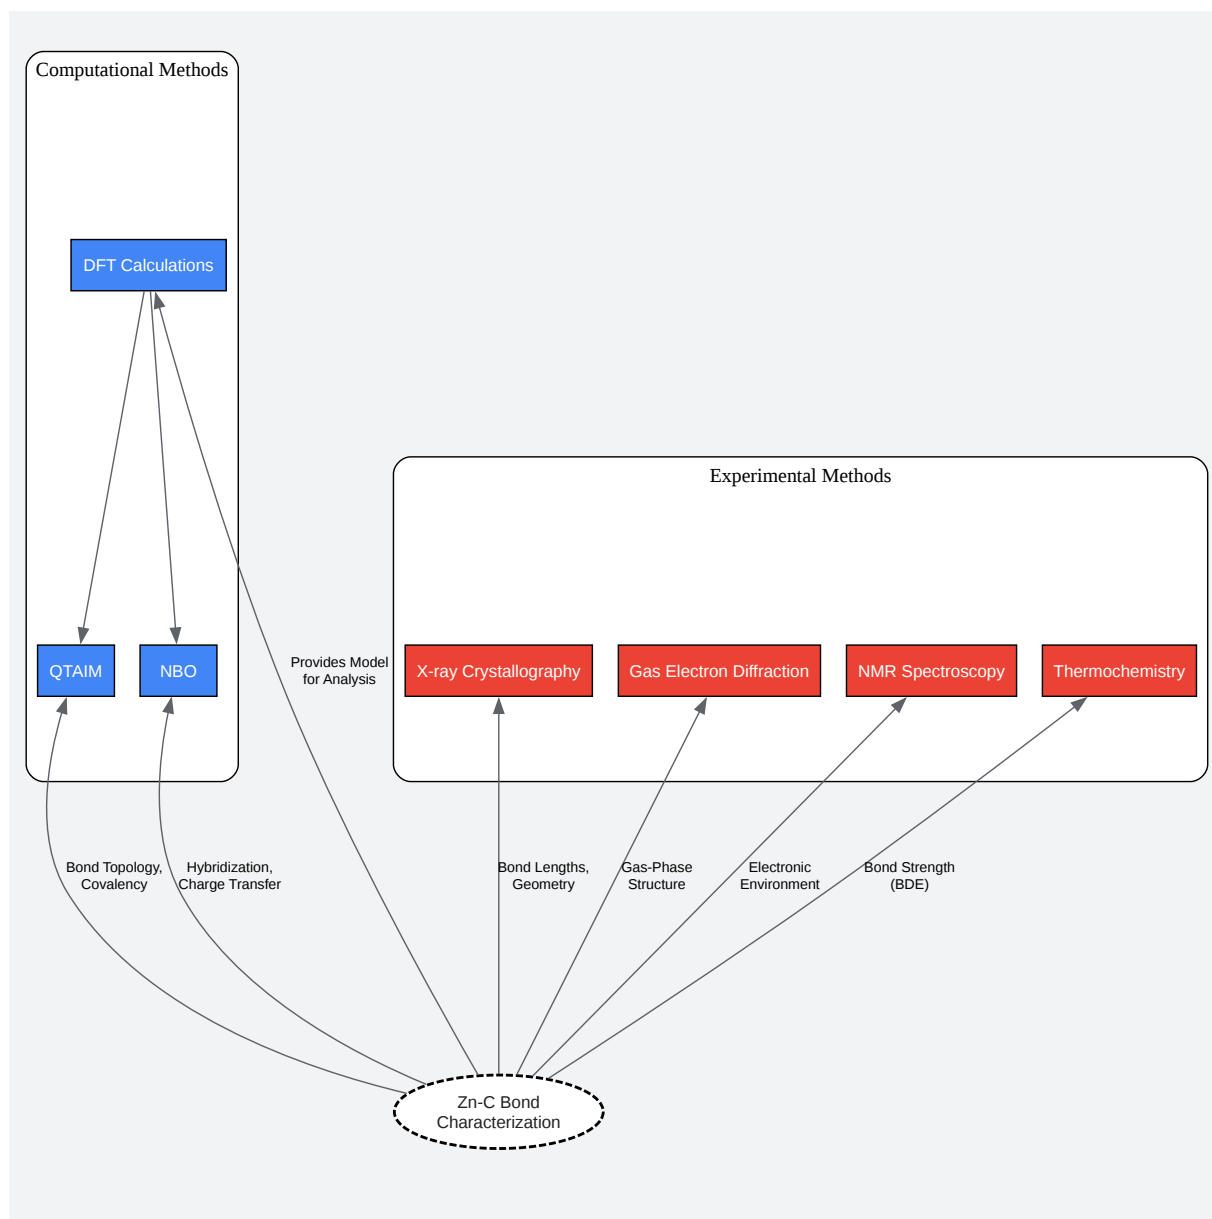 Computational Methods
DFT Calculations
Experimental Methods
Provides Model
for Analysis
QTAIM
NBO
X-ray Crystallography
Gas Electron Diffraction
NMR Spectroscopy
Thermochemistry
Bond Topology,
Covalency
Hybridization,
Charge Transfer
Bond Lengths,
Geometry
Gas-Phase
Structure
Electronic
Environment
Bond Strength
(BDE)
Zn-C Bond
Characterization